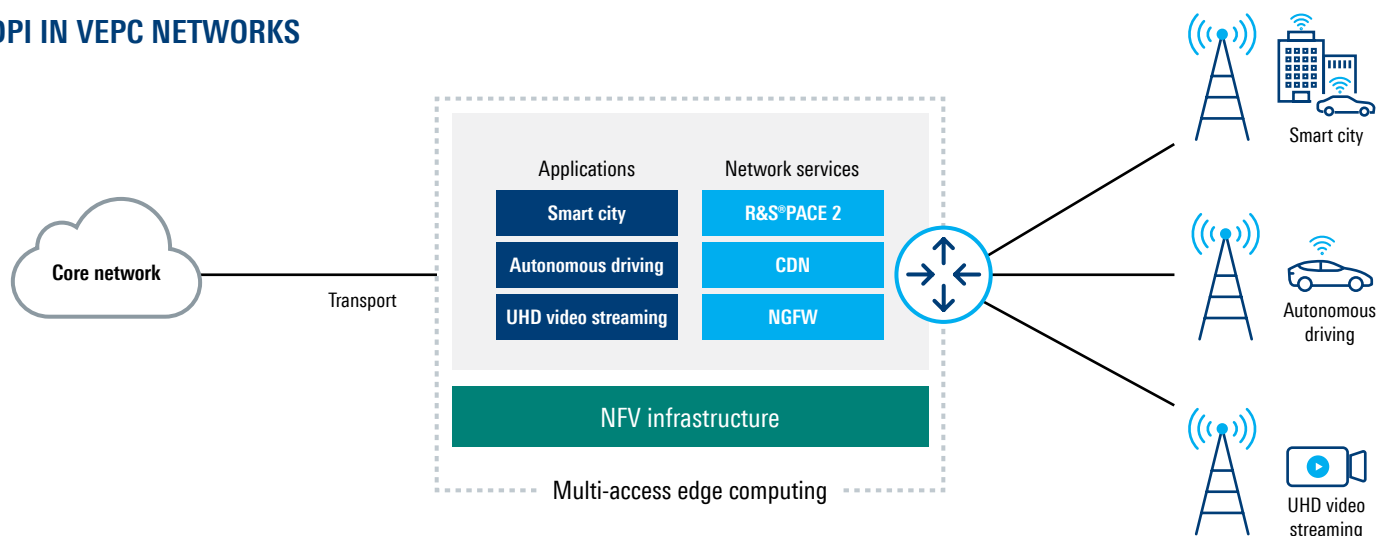 DPI IN VEPC NETWORKS
Core network
Transport
Applications
Smart city
Autonomous driving
UHD video streaming
Network services
R&S®PACE 2
CDN
NGFW
NFV infrastructure
Multi-access edge computing
Smart city
Autonomous
driving
UHD video
streaming